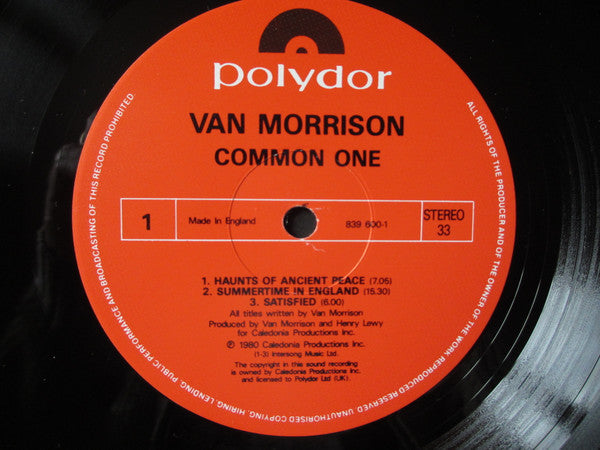 polydor
VAN MORRISON
COMMON ONE
1
Made In England
839 600-1
STEREO
33
1. HAUNTS OF ANCIENT PEACE (7.05)
2. SUMMERTIME IN ENGLAND (15.30)
3. SATISFIED (6.00)
All titles written by Van Morrison
Produced by Van Morrison and Henry Lewy
for Caledonia Productions Inc.
℗ 1980 Caledonia Productions Inc.
(1-3) Intersong Music Ltd.
The copyright in this sound recording
is owned by Caledonia Productions Inc.
and licensed to Polydor Ltd (UK).
ALL RIGHTS OF THE PRODUCER AND OF THE OWNER OF THE WORK REPRODUCED RESERVED. UNAUTHORISED COPYING, HIRING, LENDING, PUBLIC PERFORMANCE AND BROADCASTING OF THIS RECORD PROHIBITED.